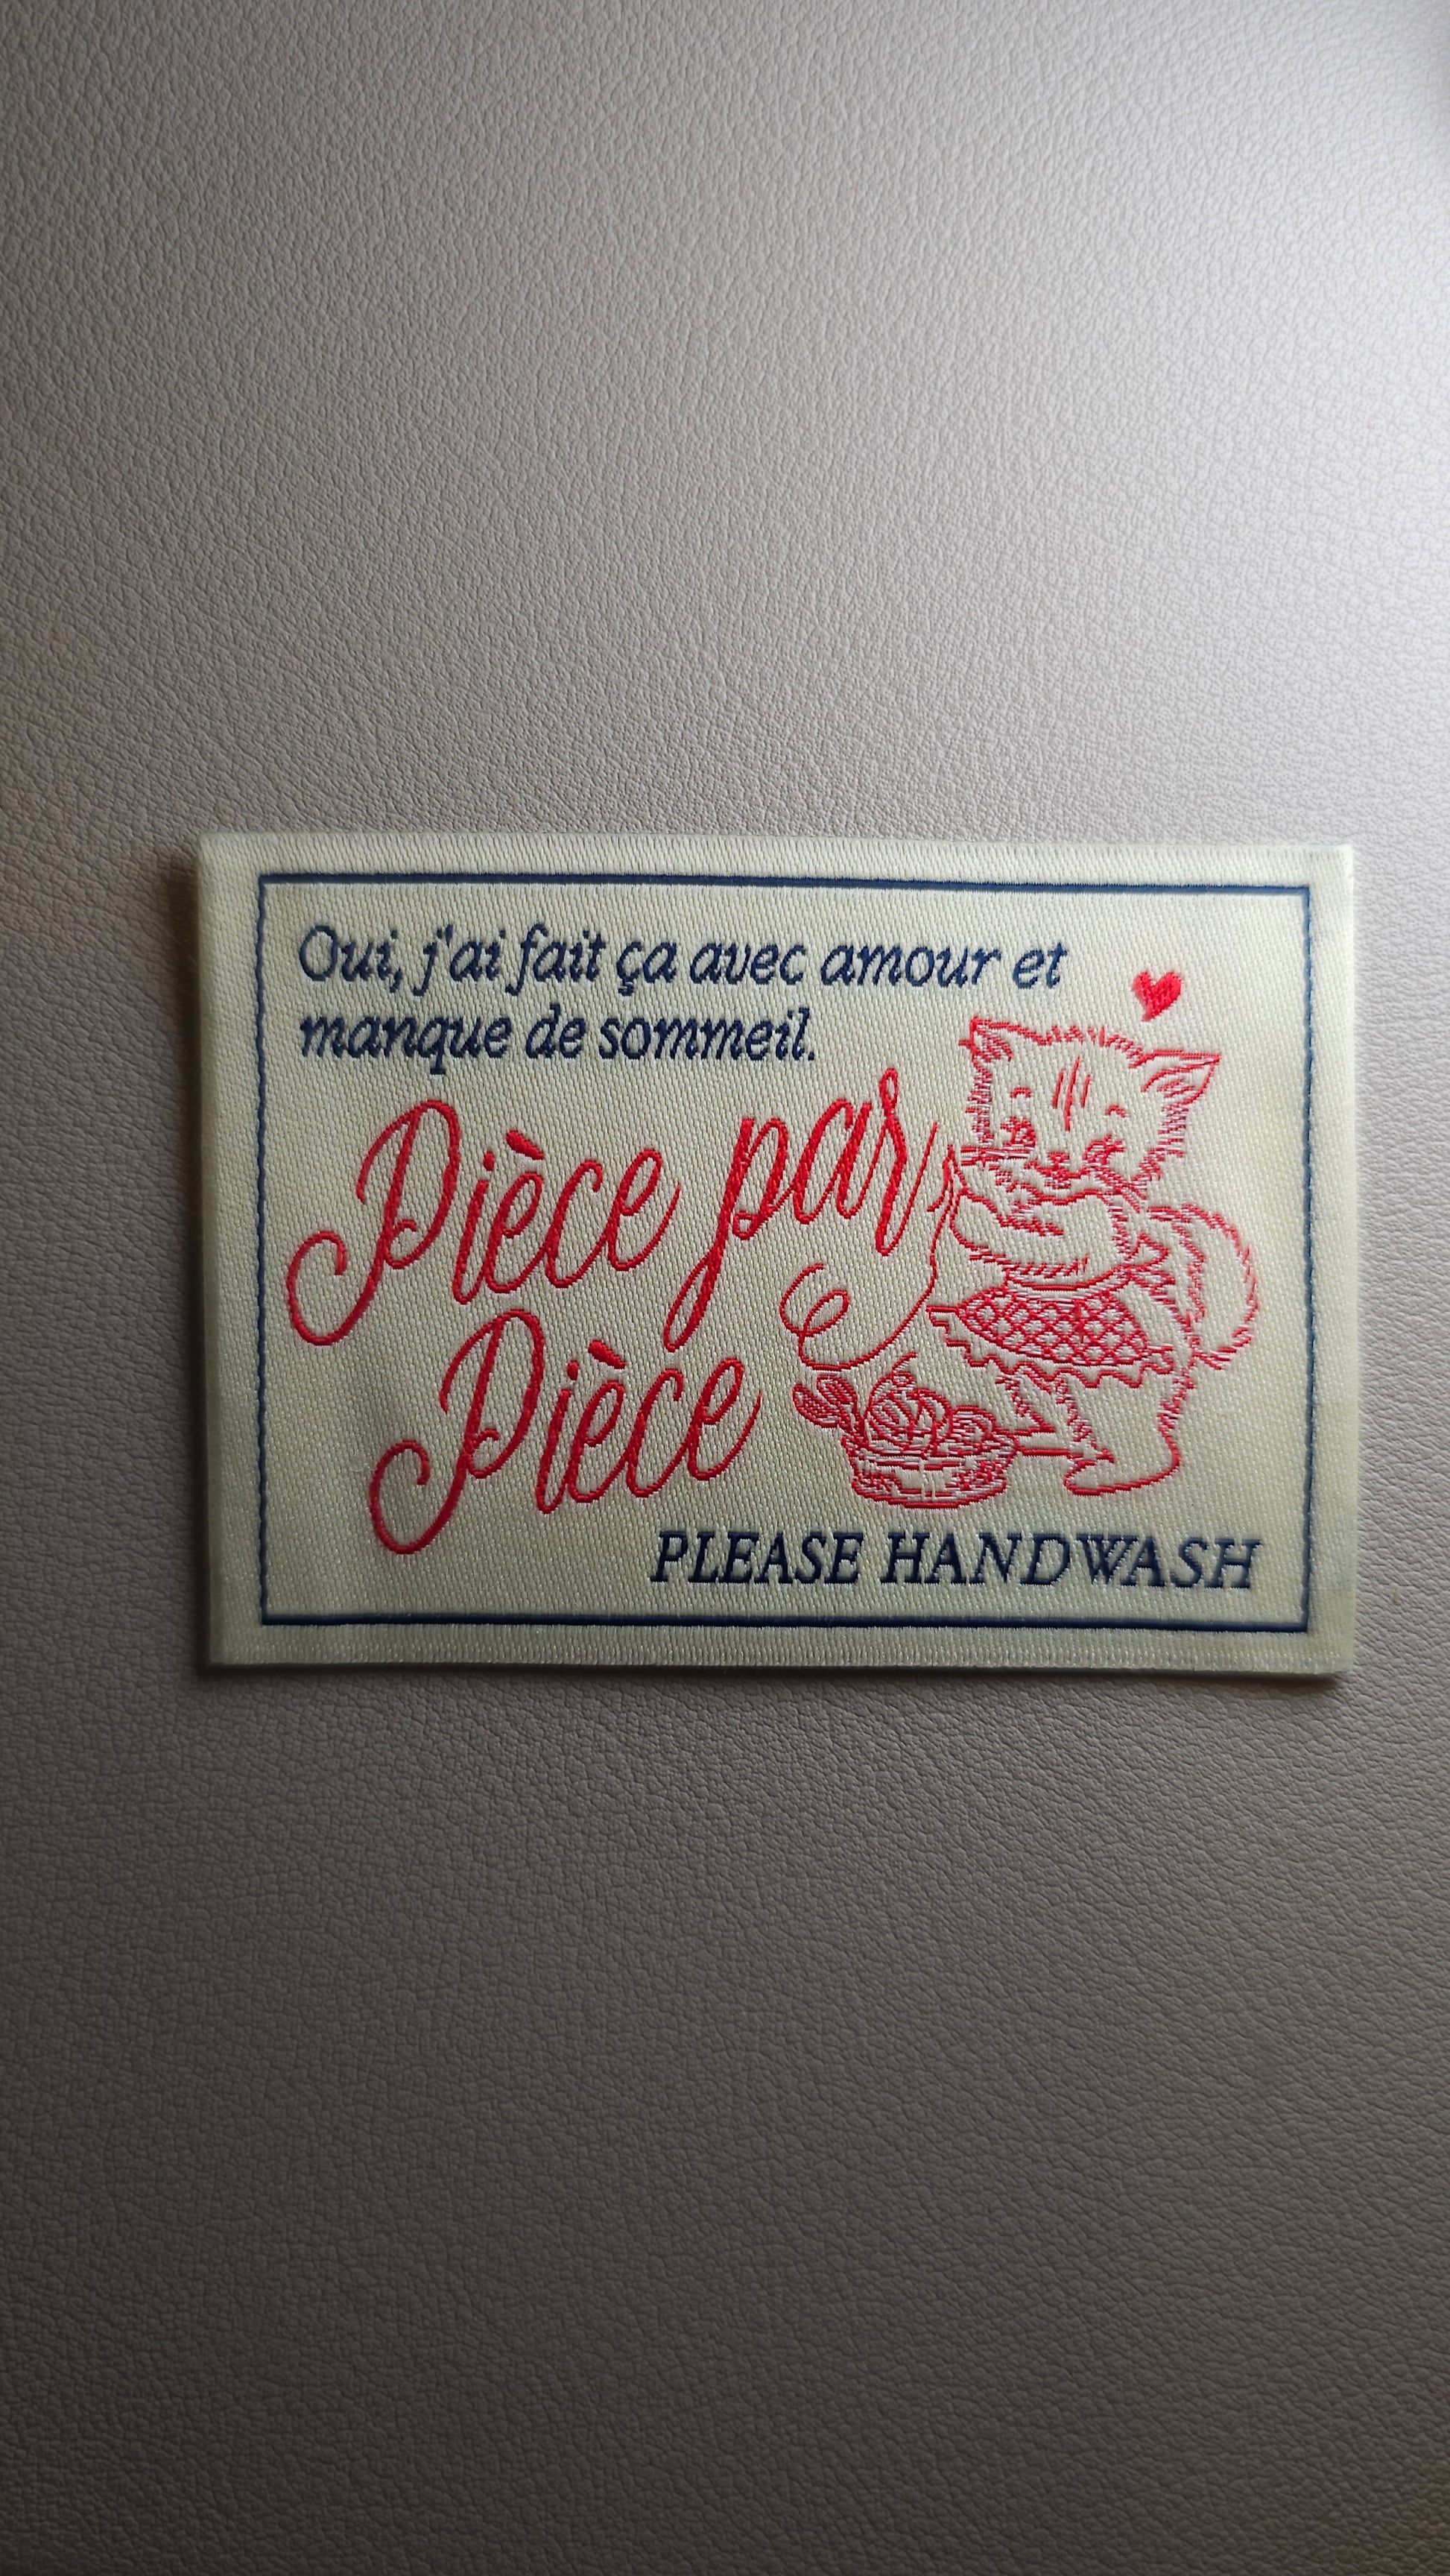 Oui, j'ai fait ça avec amour et
manque de sommeil.
Pièce par
Pièce
PLEASE HANDWASH